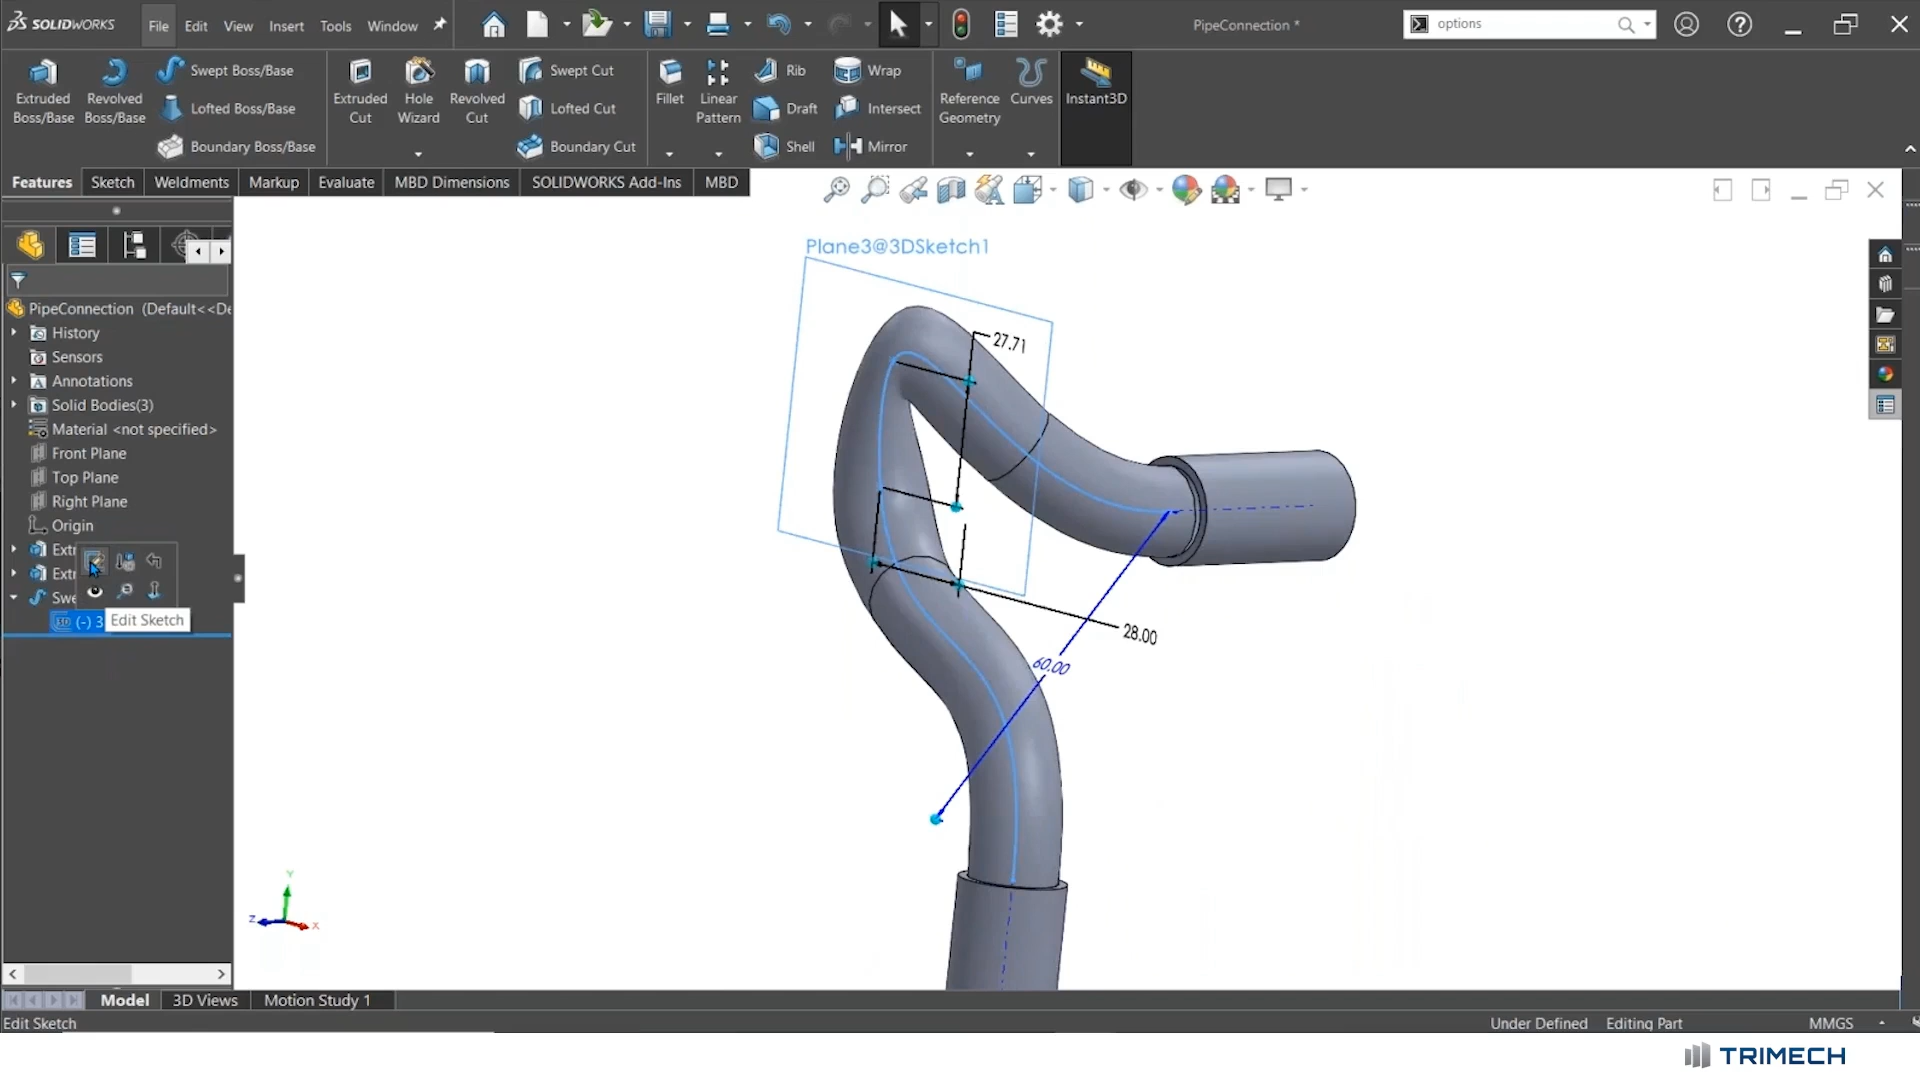 SOLIDWORKS
File
Edit
View
Insert
Tools
Window
PipeConnection *
options
Extruded
Boss/Base
Revolved
Boss/Base
Swept Boss/Base
Lofted Boss/Base
Boundary Boss/Base
Extruded
Cut
Hole
Wizard
Revolved
Cut
Swept Cut
Lofted Cut
Boundary Cut
Fillet
Linear
Pattern
Rib
Draft
Shell
Wrap
Intersect
Mirror
Reference
Geometry
Curves
Instant3D
Features
Sketch
Weldments
Markup
Evaluate
MBD Dimensions
SOLIDWORKS Add-Ins
MBD
PipeConnection (Default<<De
History
Sensors
Annotations
Solid Bodies(3)
Material <not specified>
Front Plane
Top Plane
Right Plane
Origin
Extr
Extr
Swe
3D (-) 3
Edit Sketch
Plane3@3DSketch1
27.71
28.00
60.00
Y
Z
X
Model
3D Views
Motion Study 1
Edit Sketch
Under Defined
Editing Part
MMGS
TRIMECH